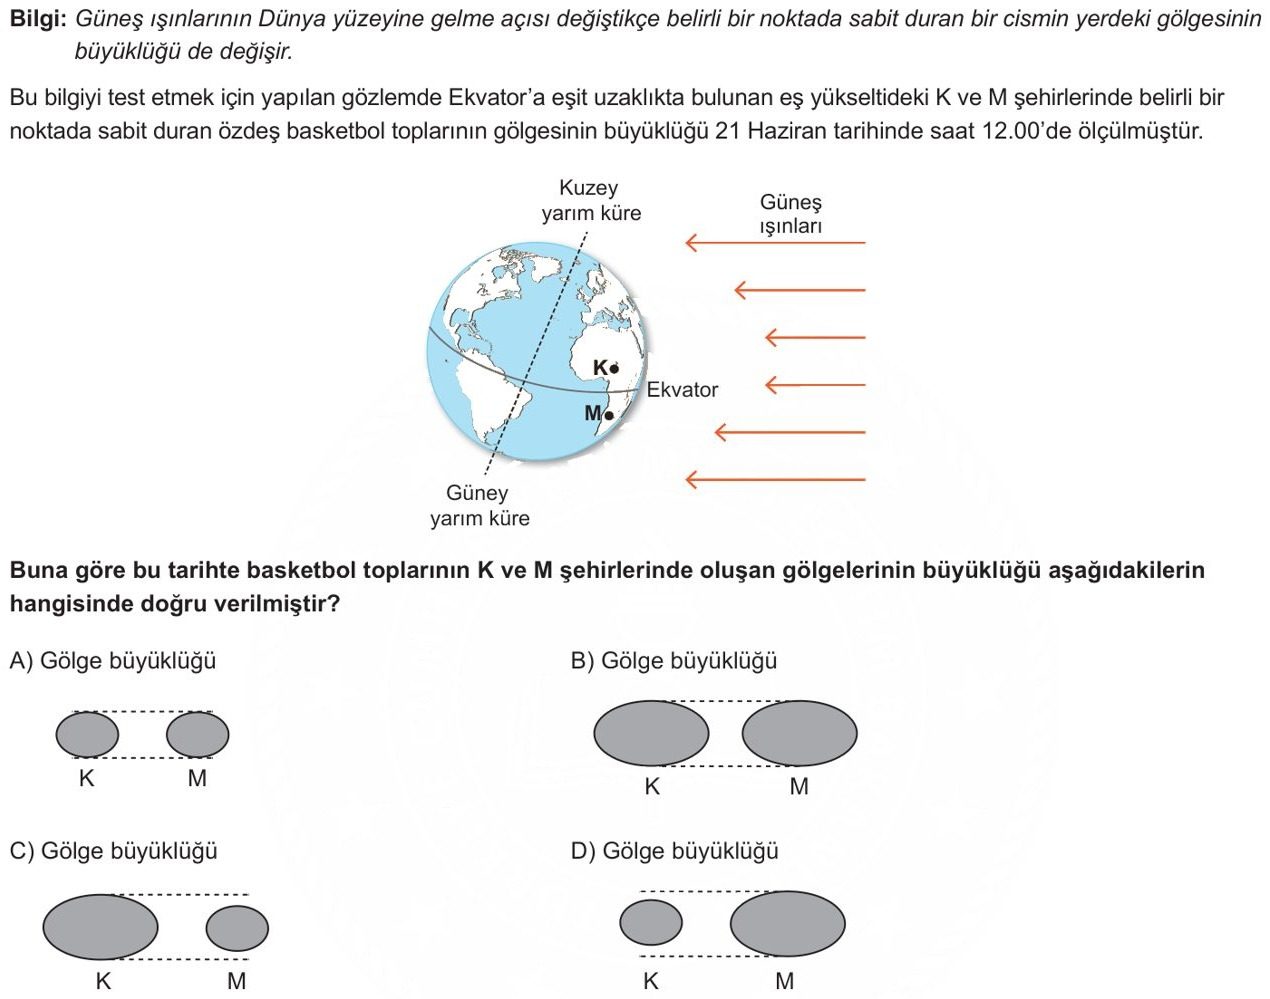 Bilgi: Güneş ışınlarının Dünya yüzeyine gelme açısı değiştikçe belirli bir noktada sabit duran bir cismin yerdeki gölgesinin
büyüklüğü de değişir.
Bu bilgiyi test etmek için yapılan gözlemde Ekvator'a eşit uzaklıkta bulunan eş yükseltideki K ve M şehirlerinde belirli bir
noktada sabit duran özdeş basketbol toplarının gölgesinin büyüklüğü 21 Haziran tarihinde saat 12.00'de ölçülmüştür.
Kuzey
yarım küre
Güneş
ışınları
K
Ekvator
M
Güney
yarım küre
Buna göre bu tarihte basketbol toplarının K ve M şehirlerinde oluşan gölgelerinin büyüklüğü aşağıdakilerin
hangisinde doğru verilmiştir?
A) Gölge büyüklüğü
K M
B) Gölge büyüklüğü
K M
C) Gölge büyüklüğü
K M
D) Gölge büyüklüğü
K M